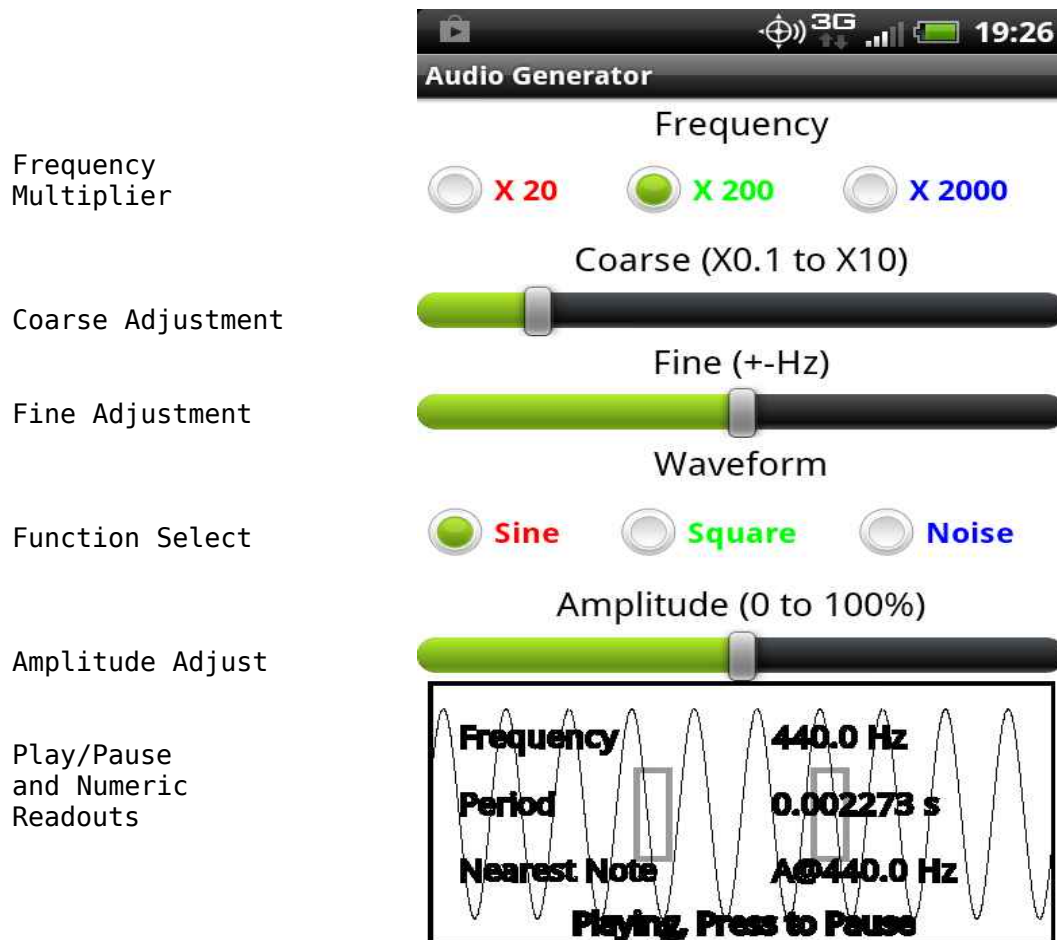 3G 19:26
Audio Generator
Frequency
Frequency
Multiplier
X 20 X 200 X 2000
Coarse (X0.1 to X10)
Coarse Adjustment
Fine (+-Hz)
Fine Adjustment
Waveform
Function Select
Sine Square Noise
Amplitude (0 to 100%)
Amplitude Adjust
Play/Pause
and Numeric
Readouts
Frequency 440.0 Hz
Period 0.002273 s
Nearest Note A@440.0 Hz
Playing, Press to Pause